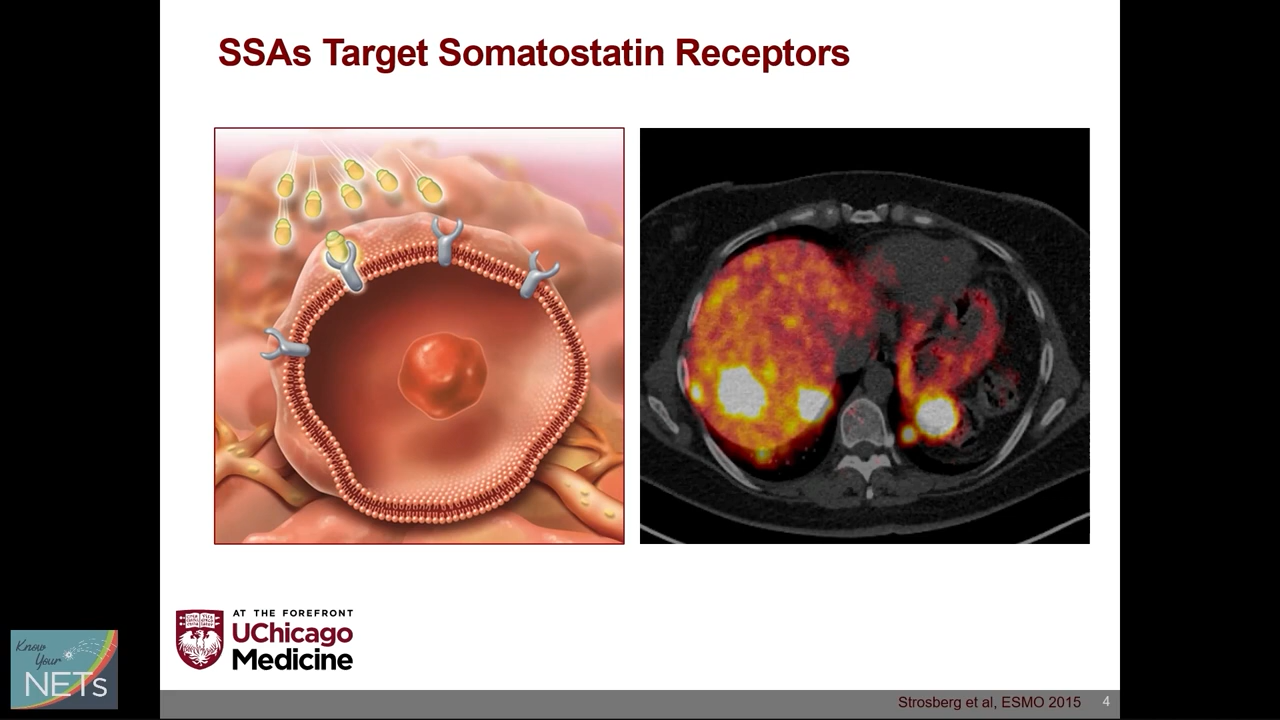 SSAs Target Somatostatin Receptors
AT THE FOREFRONT
UChicago
Medicine
Know
Your
NETs
Strosberg et al, ESMO 2015
4